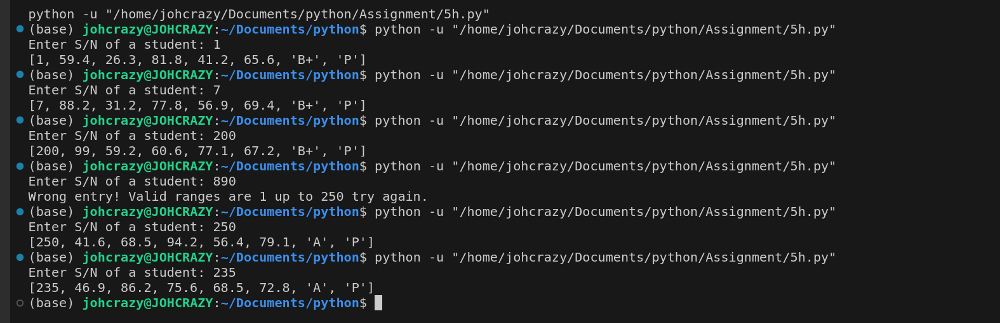 python -u "/home/johcrazy/Documents/python/Assignment/5h.py"
(base) johcrazy@JOHCRAZY:~/Documents/python$ python -u "/home/johcrazy/Documents/python/Assignment/5h.py"
Enter S/N of a student: 1
[1, 59.4, 26.3, 81.8, 41.2, 65.6, 'B+', 'P']
(base) johcrazy@JOHCRAZY:~/Documents/python$ python -u "/home/johcrazy/Documents/python/Assignment/5h.py"
Enter S/N of a student: 7
[7, 88.2, 31.2, 77.8, 56.9, 69.4, 'B+', 'P']
(base) johcrazy@JOHCRAZY:~/Documents/python$ python -u "/home/johcrazy/Documents/python/Assignment/5h.py"
Enter S/N of a student: 200
[200, 99, 59.2, 60.6, 77.1, 67.2, 'B+', 'P']
(base) johcrazy@JOHCRAZY:~/Documents/python$ python -u "/home/johcrazy/Documents/python/Assignment/5h.py"
Enter S/N of a student: 890
Wrong entry! Valid ranges are 1 up to 250 try again.
(base) johcrazy@JOHCRAZY:~/Documents/python$ python -u "/home/johcrazy/Documents/python/Assignment/5h.py"
Enter S/N of a student: 250
[250, 41.6, 68.5, 94.2, 56.4, 79.1, 'A', 'P']
(base) johcrazy@JOHCRAZY:~/Documents/python$ python -u "/home/johcrazy/Documents/python/Assignment/5h.py"
Enter S/N of a student: 235
[235, 46.9, 86.2, 75.6, 68.5, 72.8, 'A', 'P']
(base) johcrazy@JOHCRAZY:~/Documents/python$